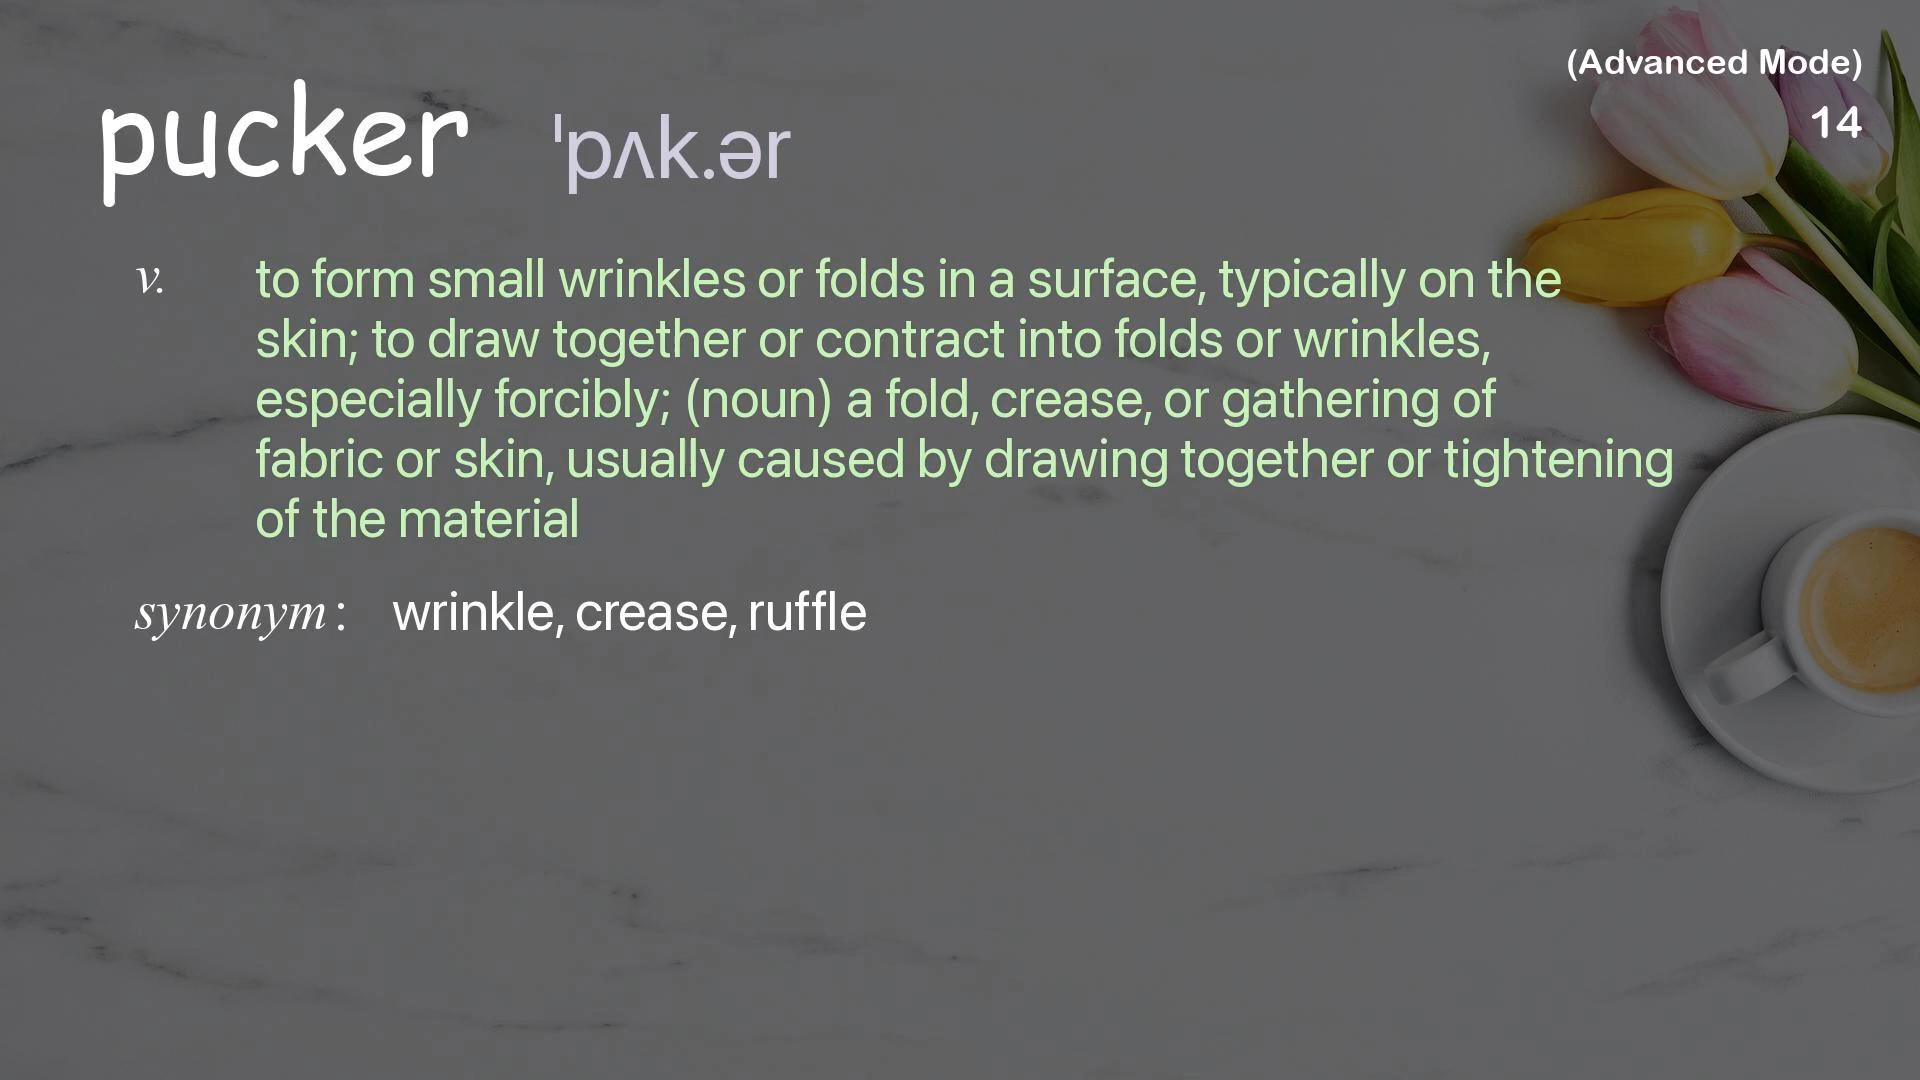 (Advanced Mode)
14
pucker ˈpʌk.ər
v. to form small wrinkles or folds in a surface, typically on the
skin; to draw together or contract into folds or wrinkles,
especially forcibly; (noun) a fold, crease, or gathering of
fabric or skin, usually caused by drawing together or tightening
of the material
synonym: wrinkle, crease, ruffle